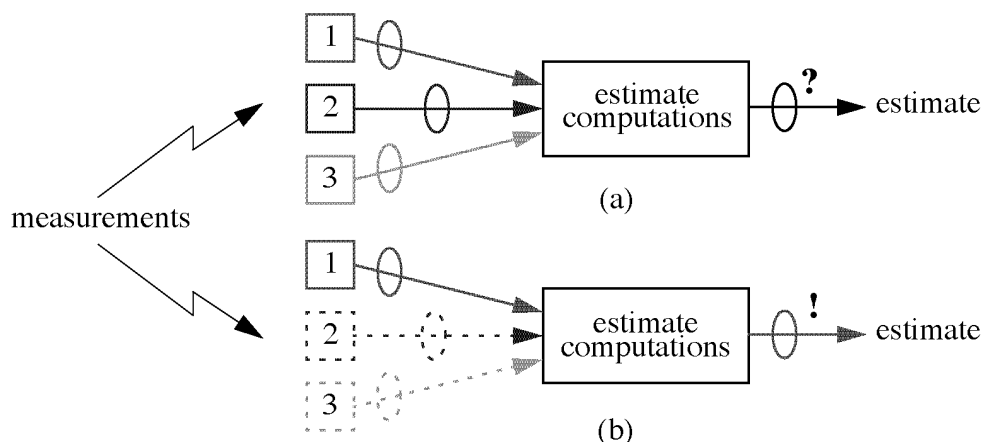 1
2
3
estimate
computations
?
estimate
(a)
measurements
1
2
3
estimate
computations
!
estimate
(b)